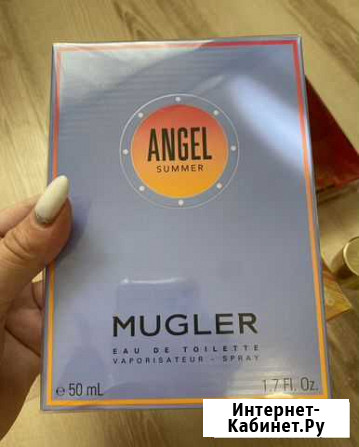 ANGEL
SUMMER
MUGLER
EAU DE TOILETTE
VAPORISATEUR - SPRAY
℮ 50 mL 1.7 Fl. Oz.
Интернет-
Кабинет.Ру